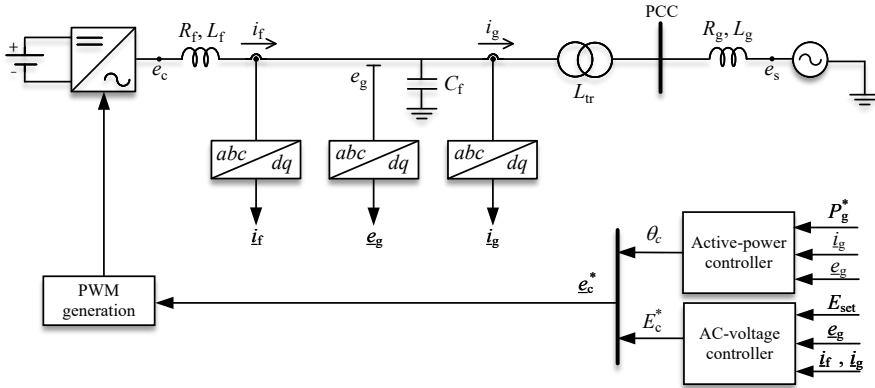 PCC
R_f, L_f
i_f
i_g
R_g, L_g
+
-
e_c
e_g
C_f
L_tr
e_s
abc/dq
abc/dq
abc/dq
i_f
e_g
i_g
P_g^*
θ_c
Active-power
controller
i_g
e_g
PWM
generation
e_c^*
E_set
E_c^*
AC-voltage
controller
e_g
i_f , i_g